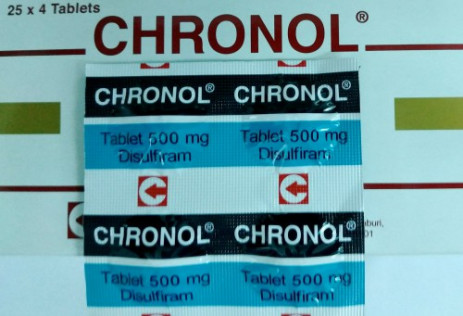 25 x 4 Tablets
CHRONOL®
CHRONOL® CHRONOL®
Tablet 500 mg Tablet 500 mg
Disulfiram Disulfiram
CHRONOL® CHRONOL®
Tablet 500 mg Tablet 500 mg
Disulfiram Disulfiram